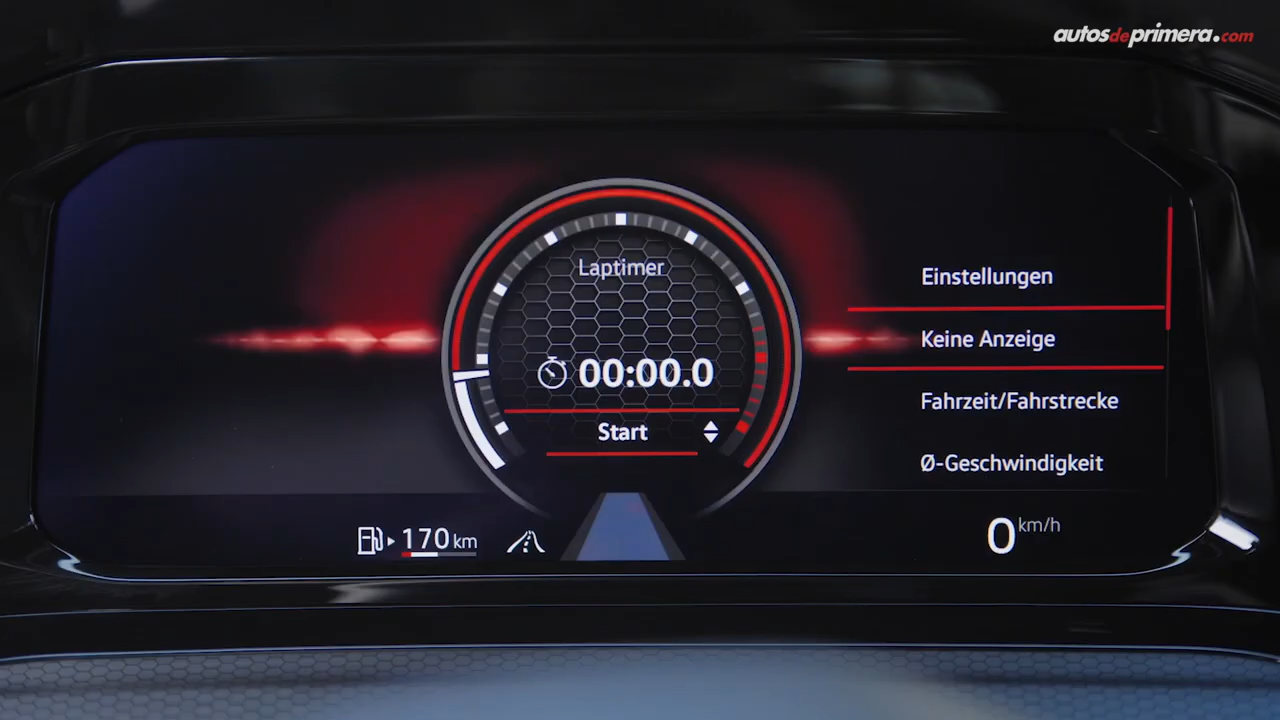 autosdeprimera.com
Laptimer
00:00.0
Start
Einstellungen
Keine Anzeige
Fahrzeit/Fahrstrecke
Ø-Geschwindigkeit
170 km
0 km/h